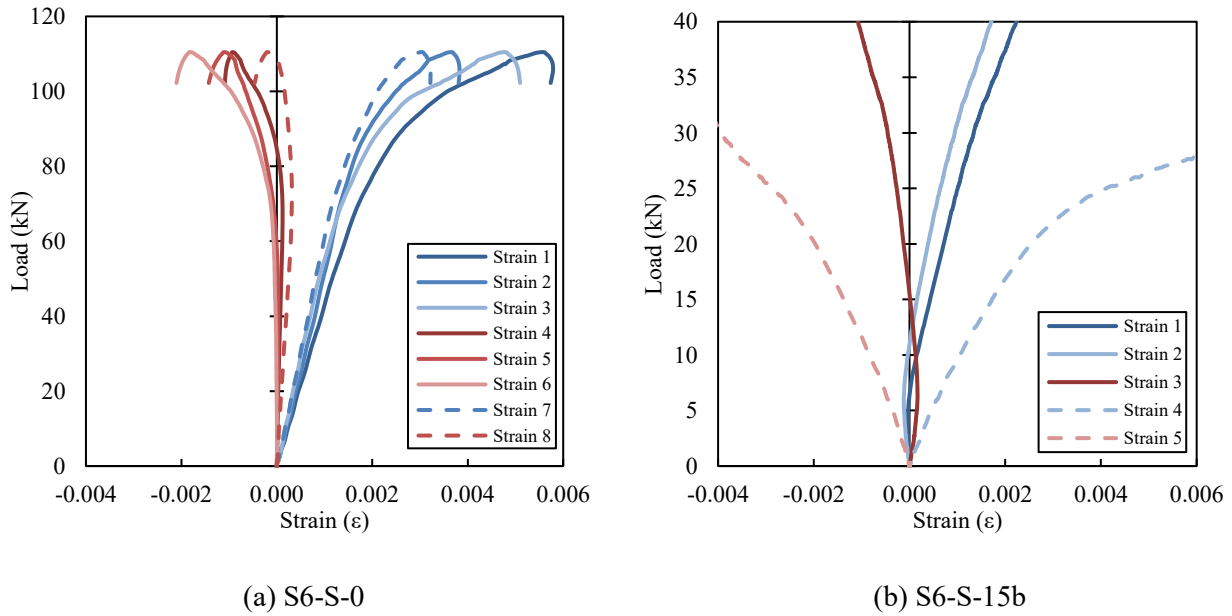 120
100
80
60
40
20
0
Load (kN)
-0.004
-0.002
0.000
0.002
0.004
0.006
Strain (ε)
Strain 1
Strain 2
Strain 3
Strain 4
Strain 5
Strain 6
Strain 7
Strain 8
(a) S6-S-0
40
35
30
25
20
15
10
5
0
Load (kN)
-0.004
-0.002
0.000
0.002
0.004
0.006
Strain (ε)
Strain 1
Strain 2
Strain 3
Strain 4
Strain 5
(b) S6-S-15b